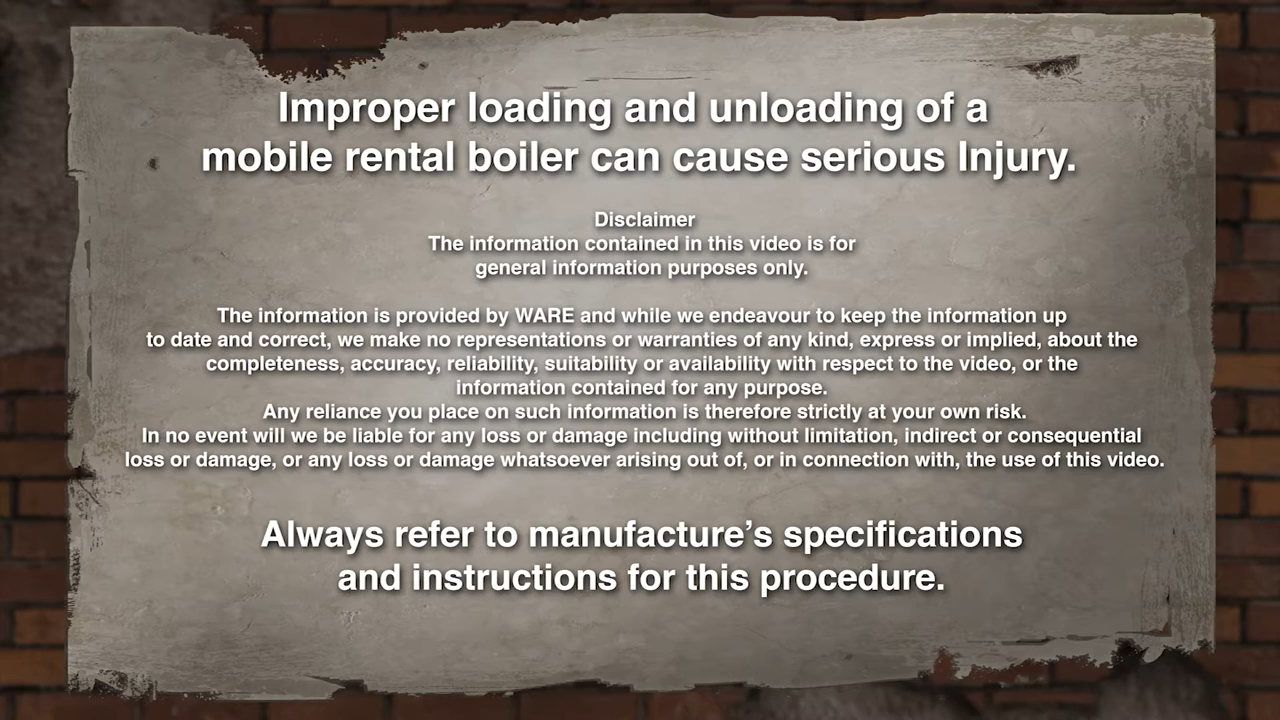 Improper loading and unloading of a
mobile rental boiler can cause serious Injury.
Disclaimer
The information contained in this video is for
general information purposes only.
The information is provided by WARE and while we endeavour to keep the information up
to date and correct, we make no representations or warranties of any kind, express or implied, about the
completeness, accuracy, reliability, suitability or availability with respect to the video, or the
information contained for any purpose.
Any reliance you place on such information is therefore strictly at your own risk.
In no event will we be liable for any loss or damage including without limitation, indirect or consequential
loss or damage, or any loss or damage whatsoever arising out of, or in connection with, the use of this video.
Always refer to manufacture’s specifications
and instructions for this procedure.